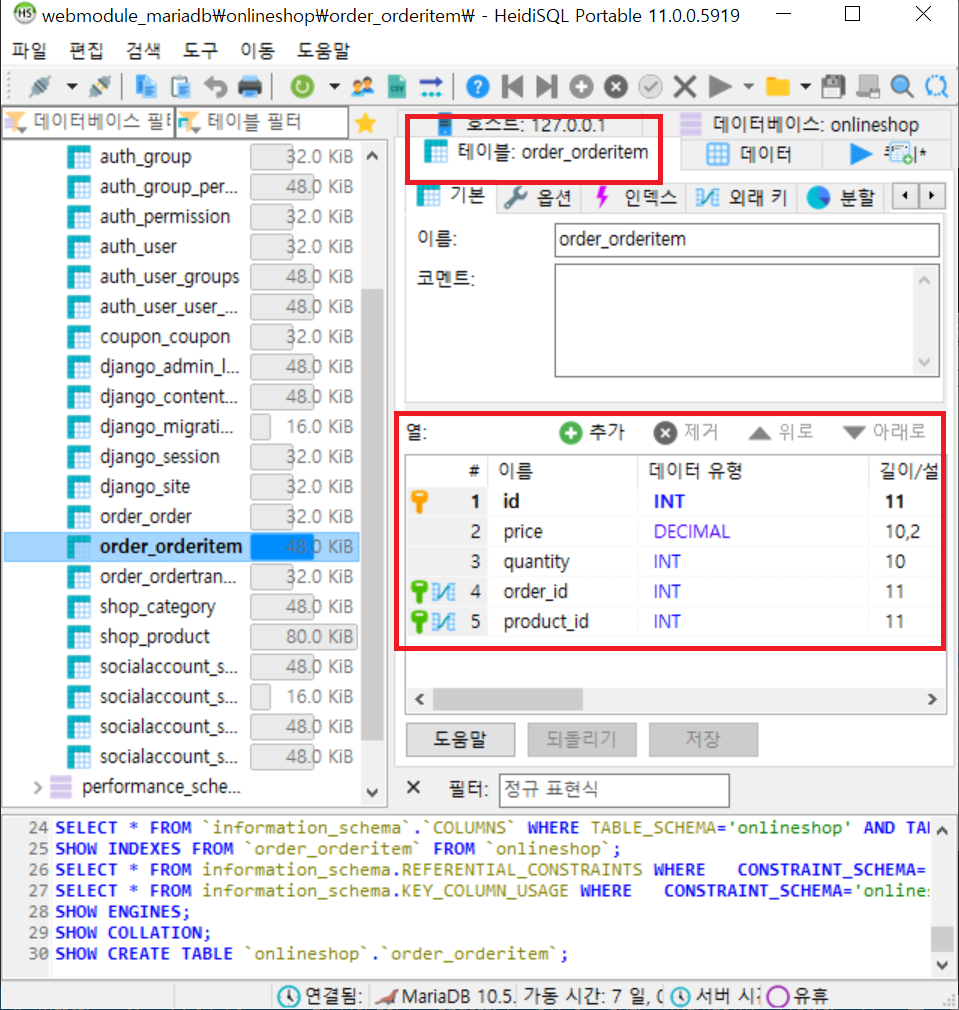 webmodule_mariadb₩onlineshop₩order_orderitem₩ - HeidiSQL Portable 11.0.0.5919
파일 편집 검색 도구 이동 도움말
데이터베이스 필 테이블 필터
auth_group 32.0 KiB
auth_group_per... 48.0 KiB
auth_permission 32.0 KiB
auth_user 32.0 KiB
auth_user_groups 48.0 KiB
auth_user_user_... 48.0 KiB
coupon_coupon 32.0 KiB
django_admin_l... 48.0 KiB
django_content... 48.0 KiB
django_migrati... 16.0 KiB
django_session 32.0 KiB
django_site 32.0 KiB
order_order 32.0 KiB
order_orderitem 48.0 KiB
order_ordertran... 32.0 KiB
shop_category 48.0 KiB
shop_product 80.0 KiB
socialaccount_s... 48.0 KiB
socialaccount_s... 16.0 KiB
socialaccount_s... 48.0 KiB
socialaccount_s... 48.0 KiB
performance_sche...
호스트: 127.0.0.1 데이터베이스: onlineshop
테이블: order_orderitem 데이터
기본 옵션 인덱스 외래 키 분할
이름: order_orderitem
코멘트:
열: 추가 제거 위로 아래로
# 이름 데이터 유형 길이/설
1 id INT 11
2 price DECIMAL 10,2
3 quantity INT 10
4 order_id INT 11
5 product_id INT 11
도움말 되돌리기 저장
필터: 정규 표현식
24 SELECT * FROM `information_schema`.`COLUMNS` WHERE TABLE_SCHEMA='onlineshop' AND TA
25 SHOW INDEXES FROM `order_orderitem` FROM `onlineshop`;
26 SELECT * FROM information_schema.REFERENTIAL_CONSTRAINTS WHERE CONSTRAINT_SCHEMA=
27 SELECT * FROM information_schema.KEY_COLUMN_USAGE WHERE CONSTRAINT_SCHEMA='onlines
28 SHOW ENGINES;
29 SHOW COLLATION;
30 SHOW CREATE TABLE `onlineshop`.`order_orderitem`;
연결됨: MariaDB 10.5. 가동 시간: 7 일, 서버 시 유휴